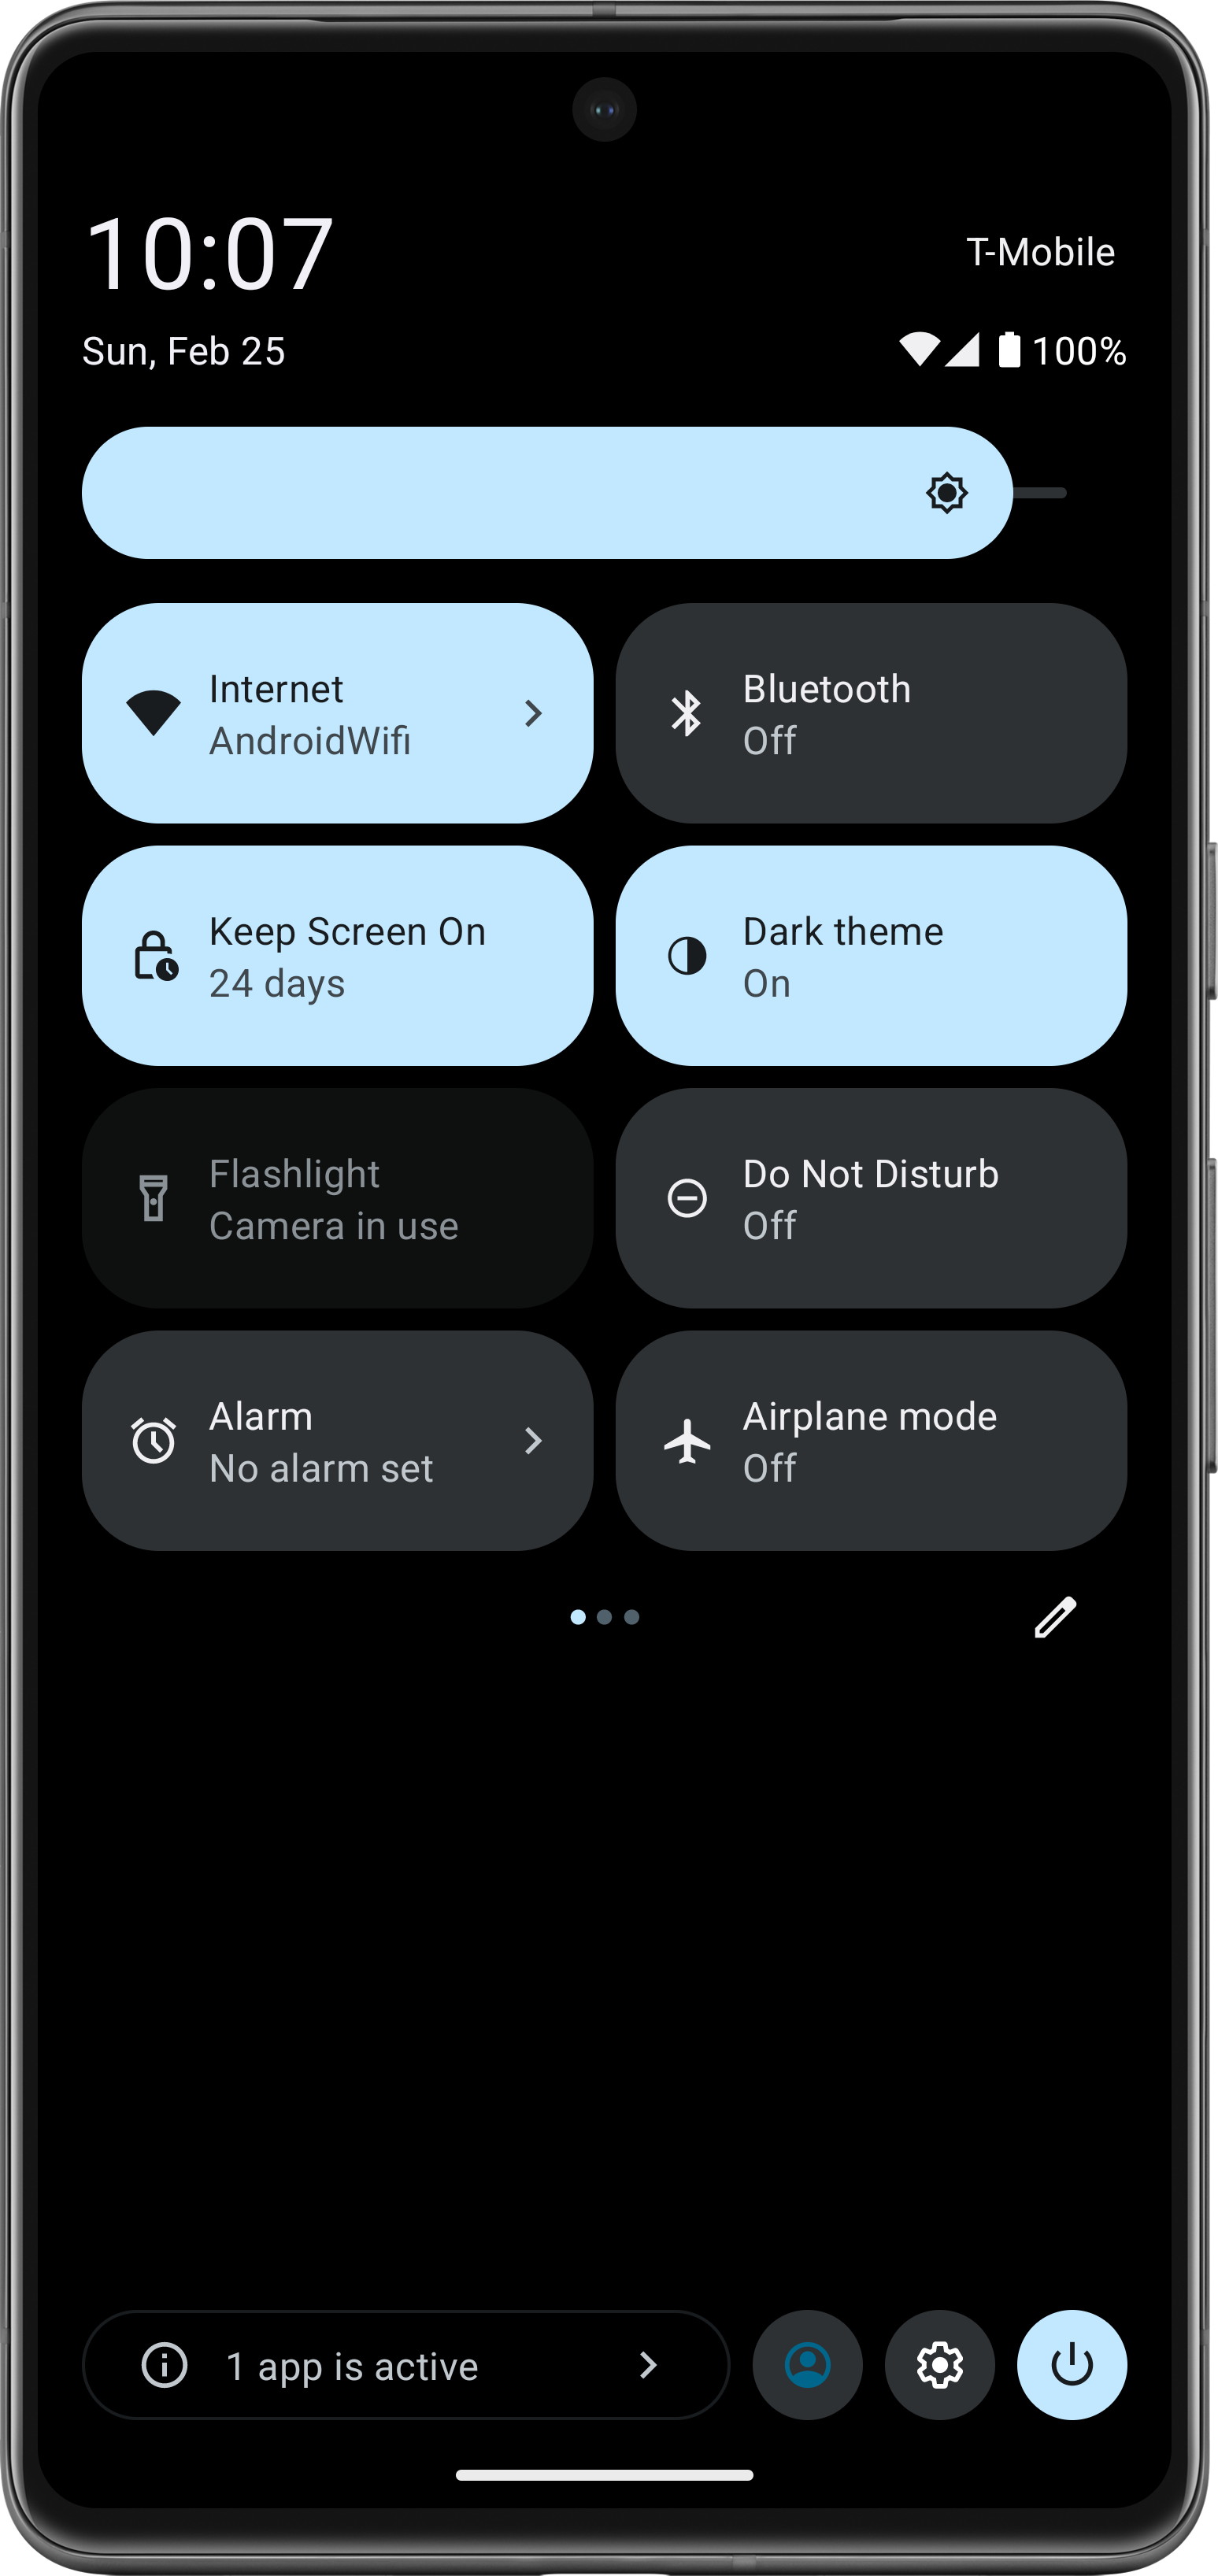 10:07
T-Mobile
Sun, Feb 25
100%
Internet
AndroidWifi
Bluetooth
Off
Keep Screen On
24 days
Dark theme
On
Flashlight
Camera in use
Do Not Disturb
Off
Alarm
No alarm set
Airplane mode
Off
1 app is active